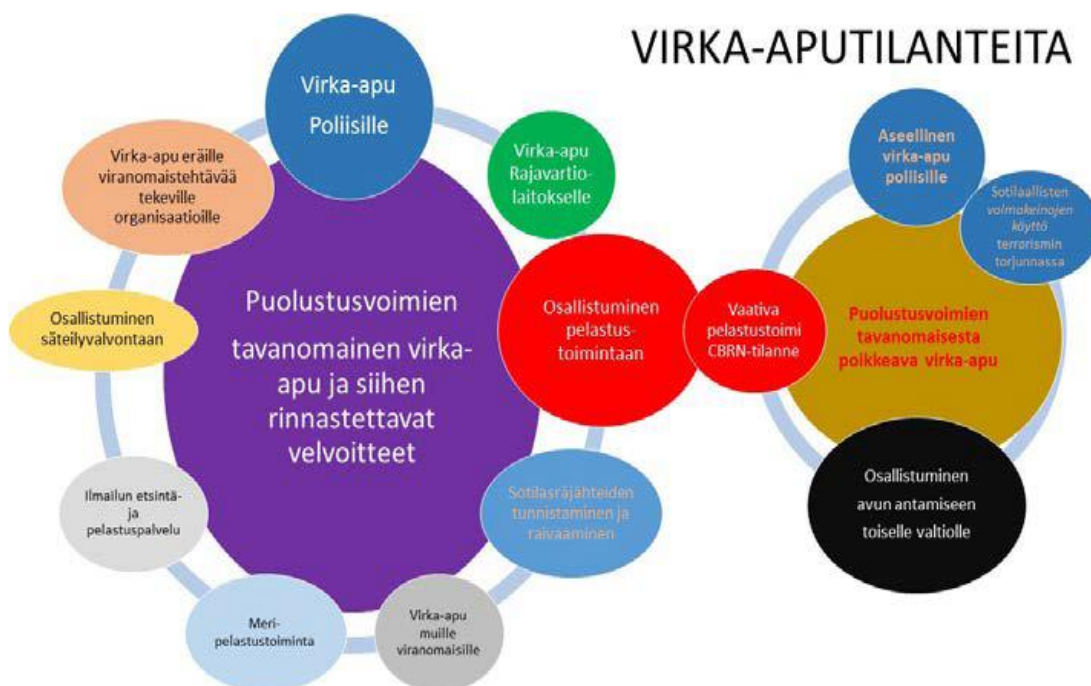 VIRKA-APUTILANTEITA
Virka-apu
Poliisille
Virka-apu
Rajavartio-
laitokselle
Osallistuminen
pelastus-
toimintaan
Sotilasräjähteiden
tunnistaminen ja
raivaaminen
Virka-apu
muille
viranomaisille
Meri-
pelastustoiminta
Ilmailun etsintä-
ja
pelastuspalvelu
Osallistuminen
säteilyvalvontaan
Virka-apu eräille
viranomaistehtävää
tekeville
organisaatioille
Puolustusvoimien
tavanomainen virka-
apu ja siihen
rinnastettavat
velvoitteet
Aseellinen
virka-apu
poliisille
Sotilaallisten
voimakeinojen
käyttö
terrorismin
torjunnassa
Vaativa
pelastustoimi
CBRN-tilanne
Puolustusvoimien
tavanomaisesta
poikkeava virka-apu
Osallistuminen
avun antamiseen
toiselle valtiolle